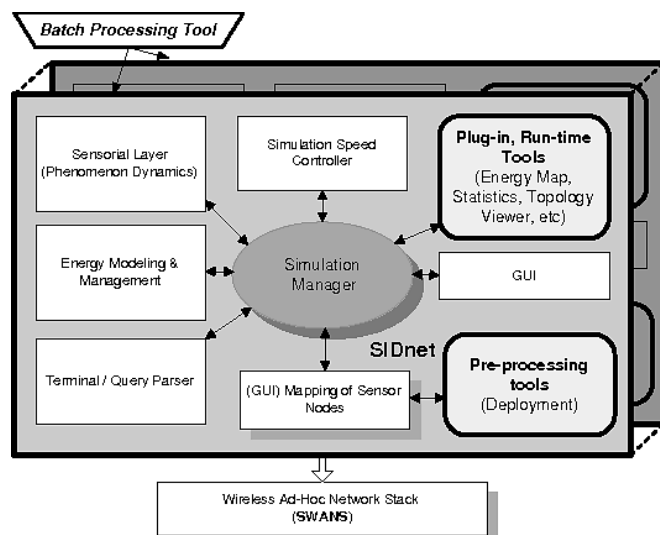 Batch Processing Tool
Sensorial Layer
(Phenomenon Dynamics)
Simulation Speed
Controller
Plug-in, Run-time
Tools
(Energy Map,
Statistics, Topology
Viewer, etc)
Energy Modeling &
Management
Simulation
Manager
GUI
SIDnet
Terminal / Query Parser
(GUI) Mapping of Sensor
Nodes
Pre-processing
tools
(Deployment)
Wireless Ad-Hoc Network Stack
(SWANS)